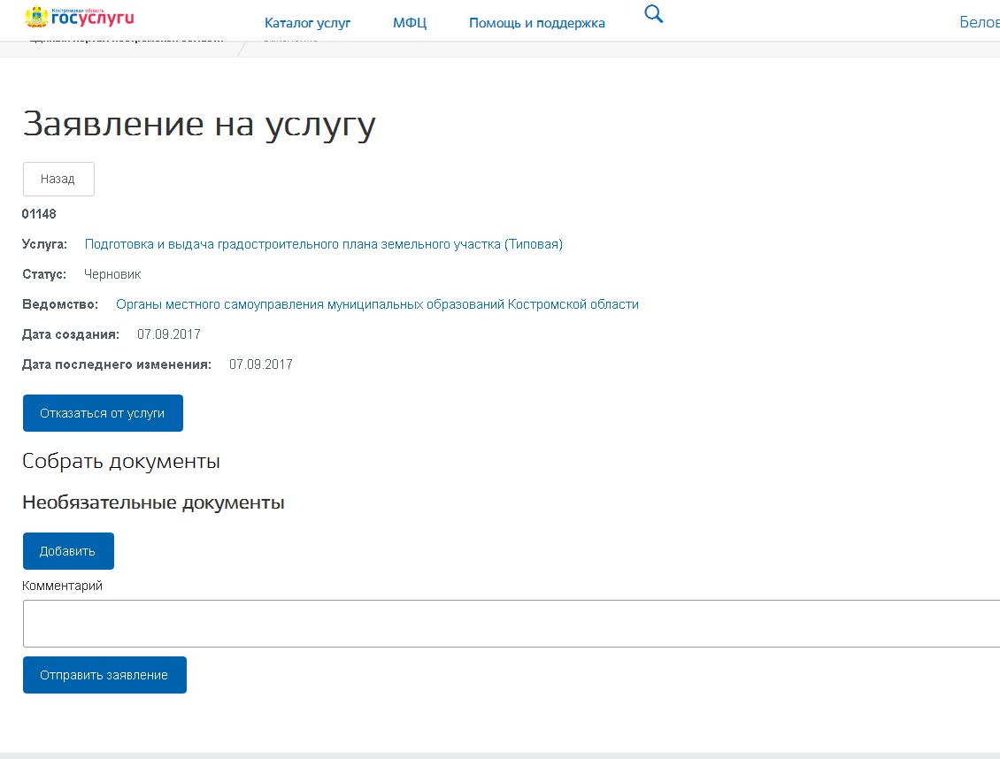 Костромская область
госуслуги
Каталог услуг
МФЦ
Помощь и поддержка
Белов
Заявление на услугу
Назад
01148
Услуга: Подготовка и выдача градостроительного плана земельного участка (Типовая)
Статус: Черновик
Ведомство: Органы местного самоуправления муниципальных образований Костромской области
Дата создания: 07.09.2017
Дата последнего изменения: 07.09.2017
Отказаться от услуги
Собрать документы
Необязательные документы
Добавить
Комментарий
Отправить заявление